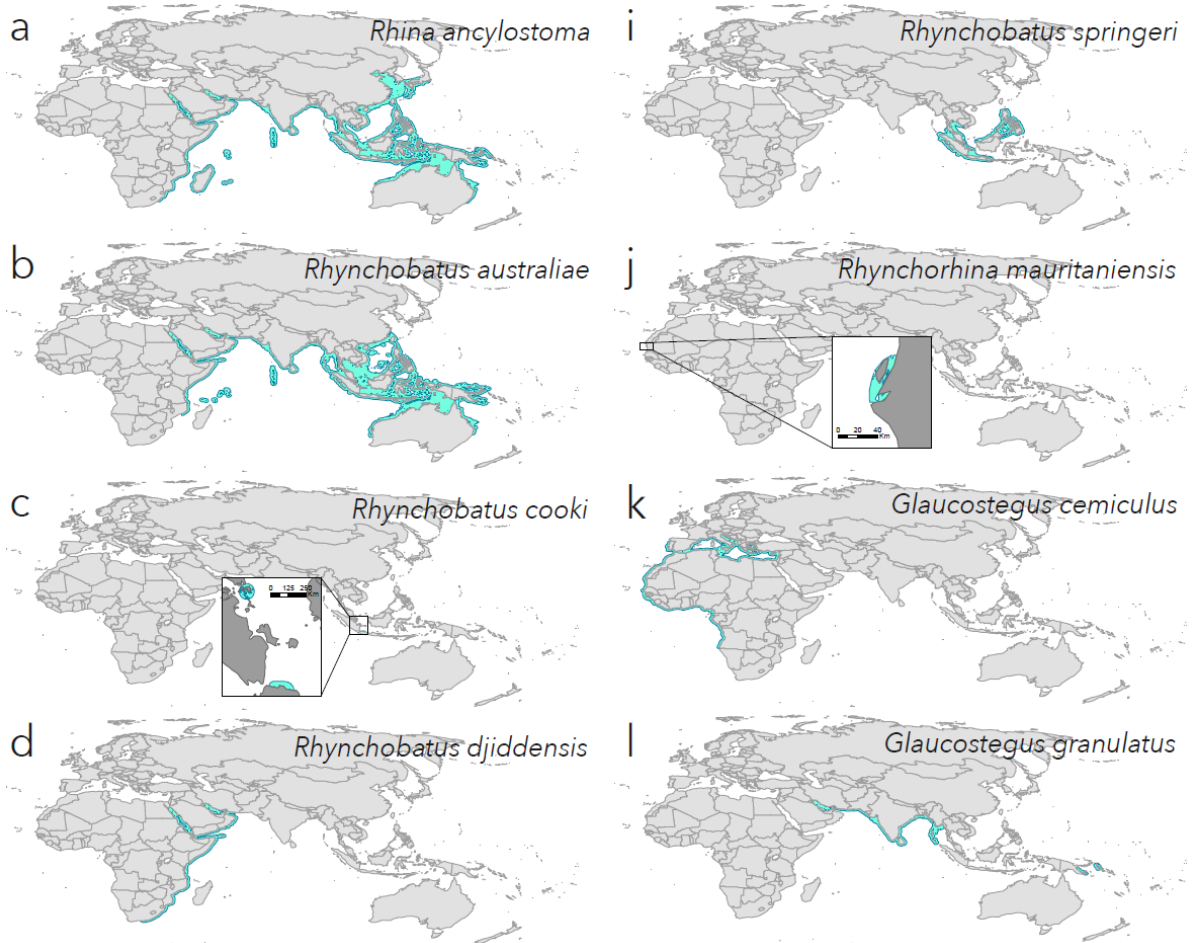 a
Rhina ancylostoma
b
Rhynchobatus australiae
c
Rhynchobatus cooki
0 125 250
Km
d
Rhynchobatus djiddensis
i
Rhynchobatus springeri
j
Rhynchorhina mauritaniensis
0 20 40
Km
k
Glaucostegus cemiculus
l
Glaucostegus granulatus